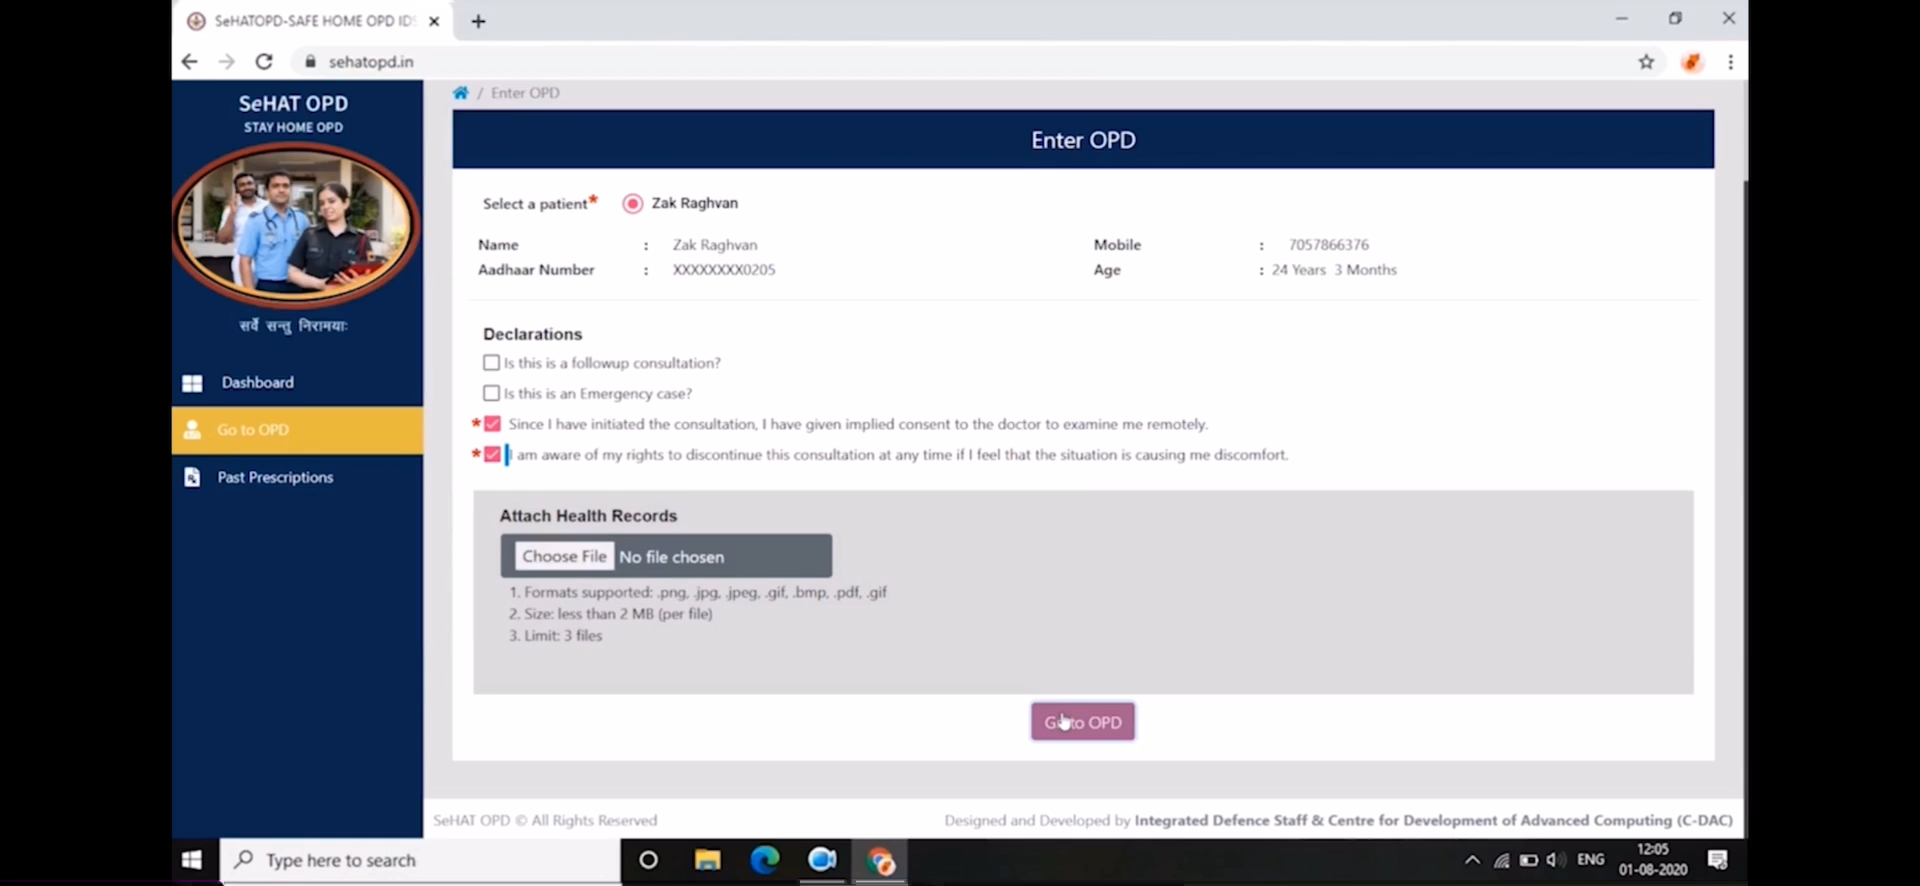 SeHATOPD-SAFE HOME OPD IDS
sehatopd.in
SeHAT OPD
STAY HOME OPD
सर्वे सन्तु निरामयाः
Dashboard
Go to OPD
Past Prescriptions
/ Enter OPD
Enter OPD
Select a patient* Zak Raghvan
Name : Zak Raghvan Mobile : 7057866376
Aadhaar Number : XXXXXXXX0205 Age : 24 Years 3 Months
Declarations
Is this is a followup consultation?
Is this is an Emergency case?
* Since I have initiated the consultation, I have given implied consent to the doctor to examine me remotely.
* I am aware of my rights to discontinue this consultation at any time if I feel that the situation is causing me discomfort.
Attach Health Records
Choose File No file chosen
1. Formats supported: .png, .jpg, .jpeg, .gif, .bmp, .pdf, .gif
2. Size: less than 2 MB (per file)
3. Limit: 3 files
Go to OPD
SeHAT OPD © All Rights Reserved Designed and Developed by Integrated Defence Staff & Centre for Development of Advanced Computing (C-DAC)
Type here to search ENG 12:05
01-08-2020